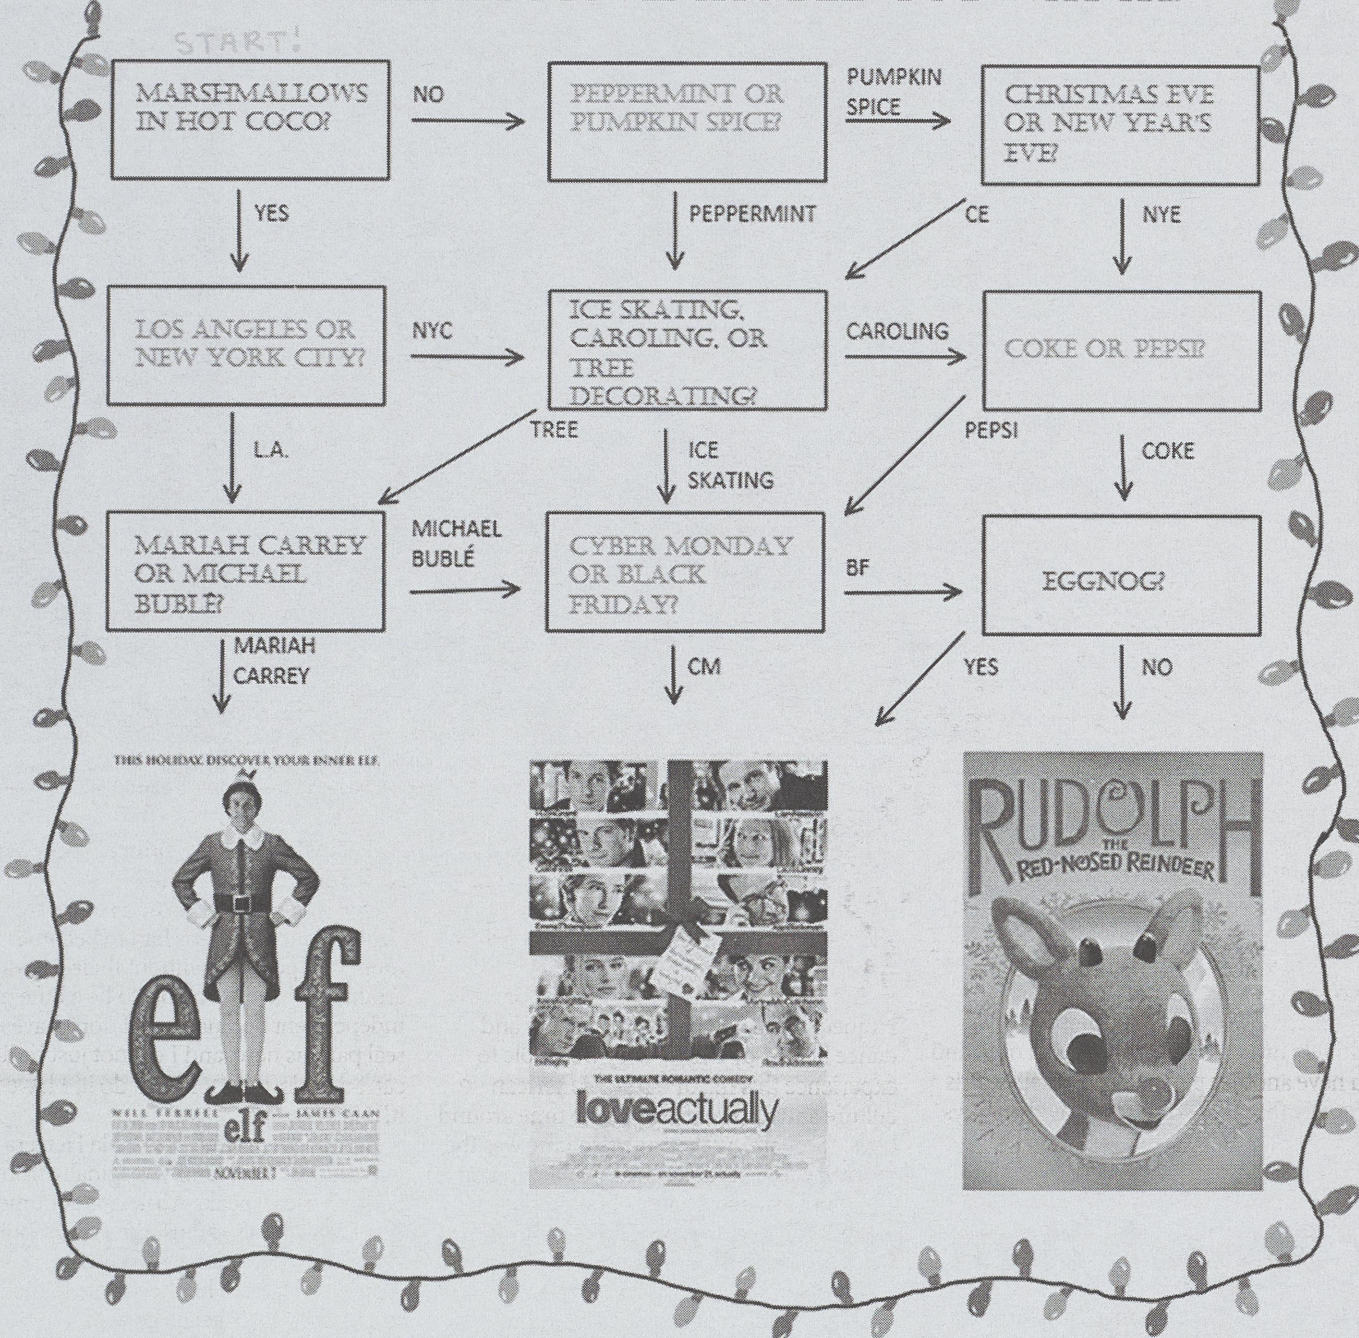 START!
MARSHMALLOWS
IN HOT COCO?
NO
PEPPERMINT OR
PUMPKIN SPICE?
PUMPKIN
SPICE
CHRISTMAS EVE
OR NEW YEAR'S
EVE?
YES
PEPPERMINT
CE
NYE
LOS ANGELES OR
NEW YORK CITY?
NYC
ICE SKATING,
CAROLING, OR
TREE
DECORATING?
CAROLING
COKE OR PEPSI?
L.A.
TREE
ICE
SKATING
PEPSI
COKE
MARIAH CARREY
OR MICHAEL
BUBLÉ?
MICHAEL
BUBLÉ
CYBER MONDAY
OR BLACK
FRIDAY?
BF
EGGNOG?
MARIAH
CARREY
CM
YES
NO
THIS HOLIDAY, DISCOVER YOUR INNER ELF.
elf
WILL FERRELL JAMES CAAN
elf
NOVEMBER 7
THE ULTIMATE ROMANTIC COMEDY
loveactually
RUDOLPH
THE
RED-NOSED REINDEER